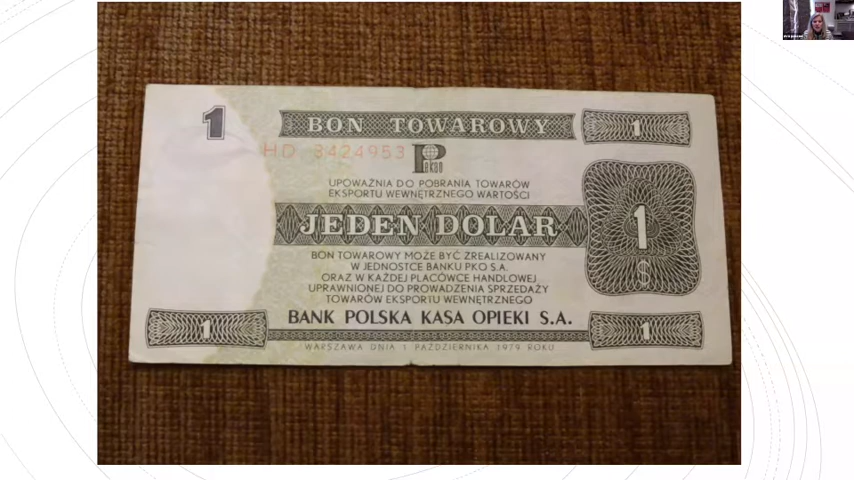 1
BON TOWAROWY
1
HD 3424953
Pekao
UPOWAŻNIA DO POBRANIA TOWARÓW
EKSPORTU WEWNĘTRZNEGO WARTOŚCI
JEDEN DOLAR
1
$
BON TOWAROWY MOŻE BYĆ ZREALIZOWANY
W JEDNOSTCE BANKU PKO S.A.
ORAZ W KAŻDEJ PLACÓWCE HANDLOWEJ
UPRAWNIONEJ DO PROWADZENIA SPRZEDAŻY
TOWARÓW EKSPORTU WEWNĘTRZNEGO
BANK POLSKA KASA OPIEKI S.A.
1
1
WARSZAWA DNIA 1 PAŹDZIERNIKA 1979 ROKU